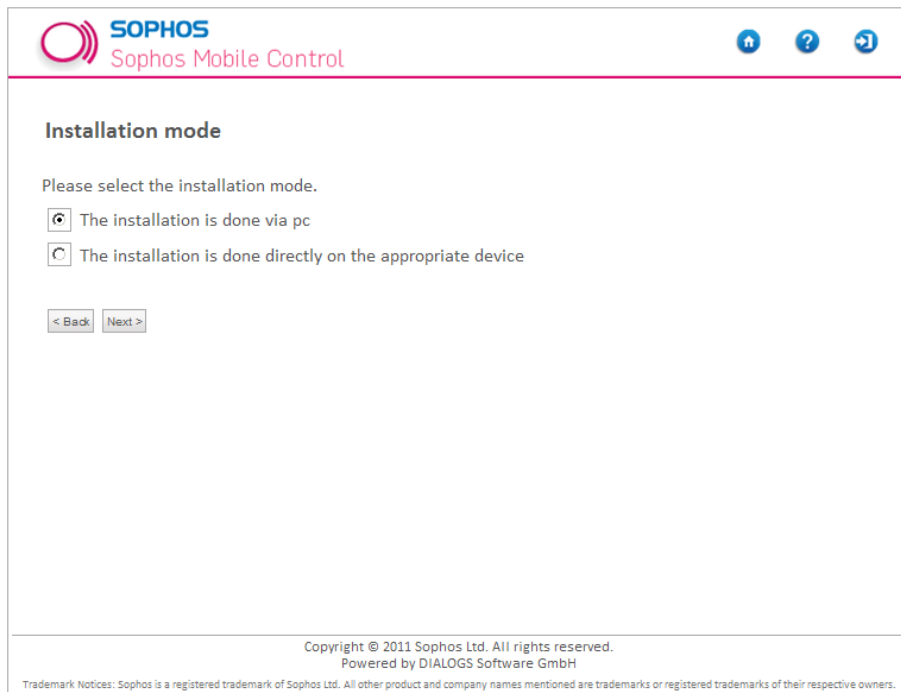 SOPHOS
Sophos Mobile Control
Installation mode
Please select the installation mode.
The installation is done via pc
The installation is done directly on the appropriate device
< Back Next >
Copyright © 2011 Sophos Ltd. All rights reserved.
Powered by DIALOGS Software GmbH
Trademark Notices: Sophos is a registered trademark of Sophos Ltd. All other product and company names mentioned are trademarks or registered trademarks of their respective owners.